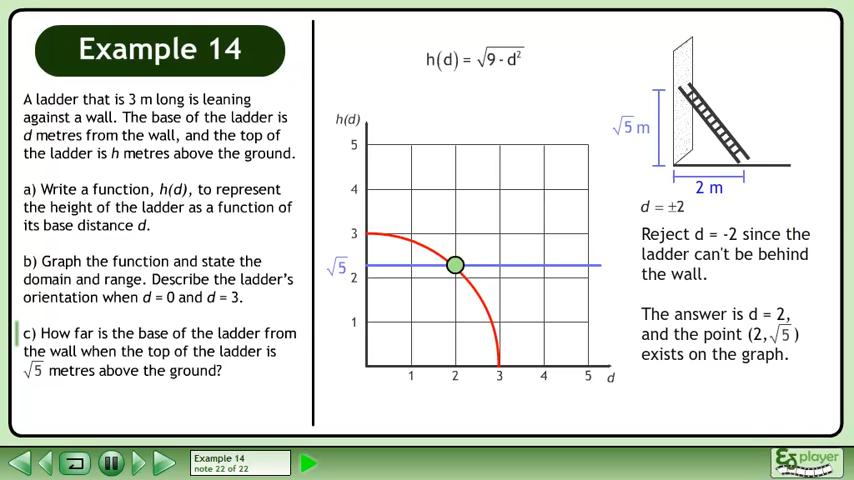 Example 14
A ladder that is 3 m long is leaning
against a wall. The base of the ladder is
d metres from the wall, and the top of
the ladder is h metres above the ground.
a) Write a function, h(d), to represent
the height of the ladder as a function of
its base distance d.
b) Graph the function and state the
domain and range. Describe the ladder's
orientation when d = 0 and d = 3.
c) How far is the base of the ladder from
the wall when the top of the ladder is
√5 metres above the ground?
h(d) = √9 - d²
h(d)
5
4
3
√5
2
1
1 2 3 4 5 d
√5 m
2 m
d = ±2
Reject d = -2 since the
ladder can't be behind
the wall.
The answer is d = 2,
and the point (2, √5)
exists on the graph.
Example 14
note 22 of 22
player